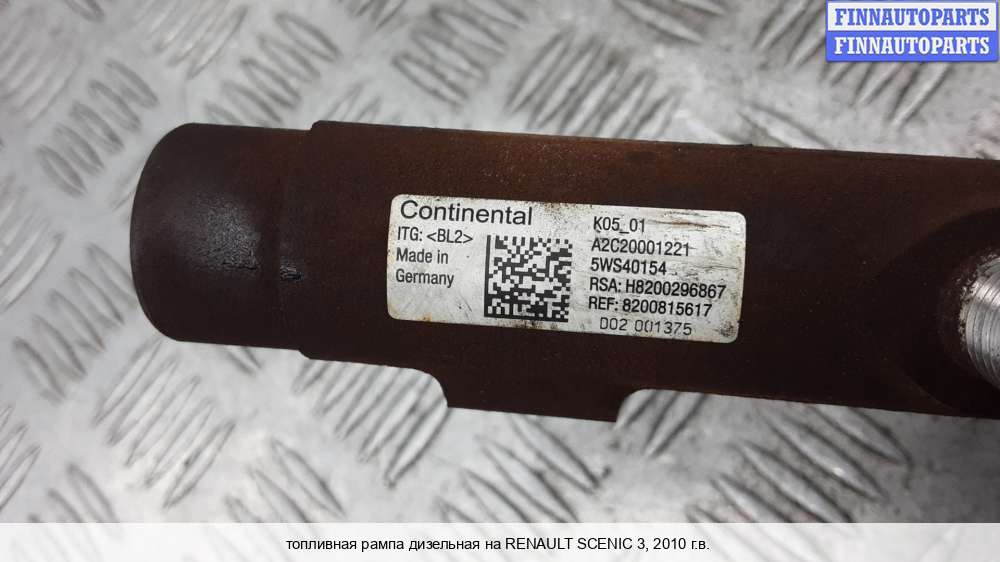 FINNAUTOPARTS
FINNAUTOPARTS
Continental
ITG: <BL2>
Made in
Germany
K05_01
A2C20001221
5WS40154
RSA: H8200296867
REF: 8200815617
D02 001375
топливная рампа дизельная на RENAULT SCENIC 3, 2010 г.в.